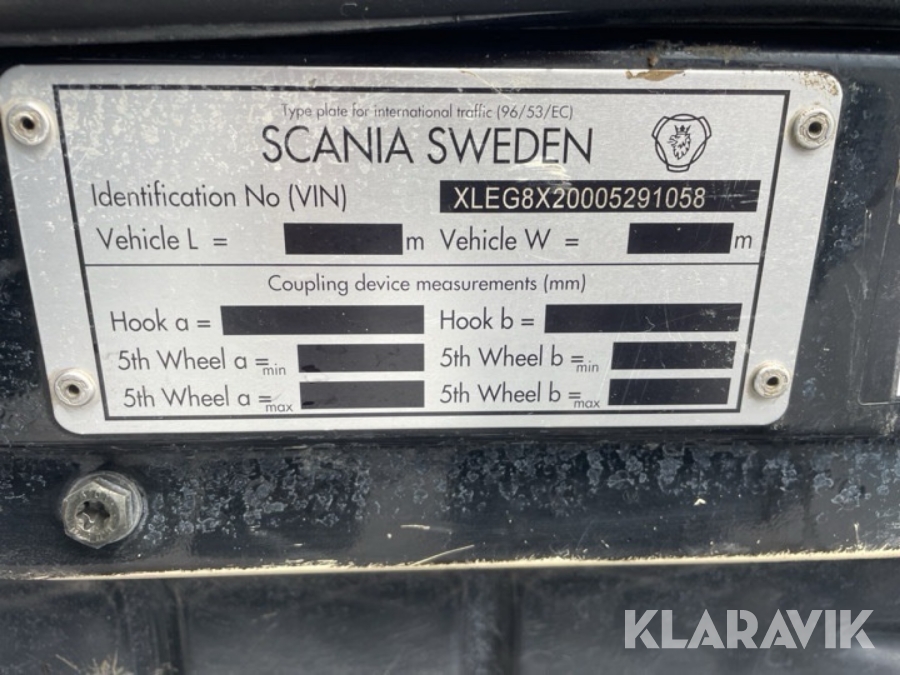 Type plate for international traffic (96/53/EC)
SCANIA SWEDEN
Identification No (VIN) XLEG8X20005291058
Vehicle L = m Vehicle W = m
Coupling device measurements (mm)
Hook a = Hook b =
5th Wheel a = min 5th Wheel b = min
5th Wheel a = max 5th Wheel b = max
KLARAVIK